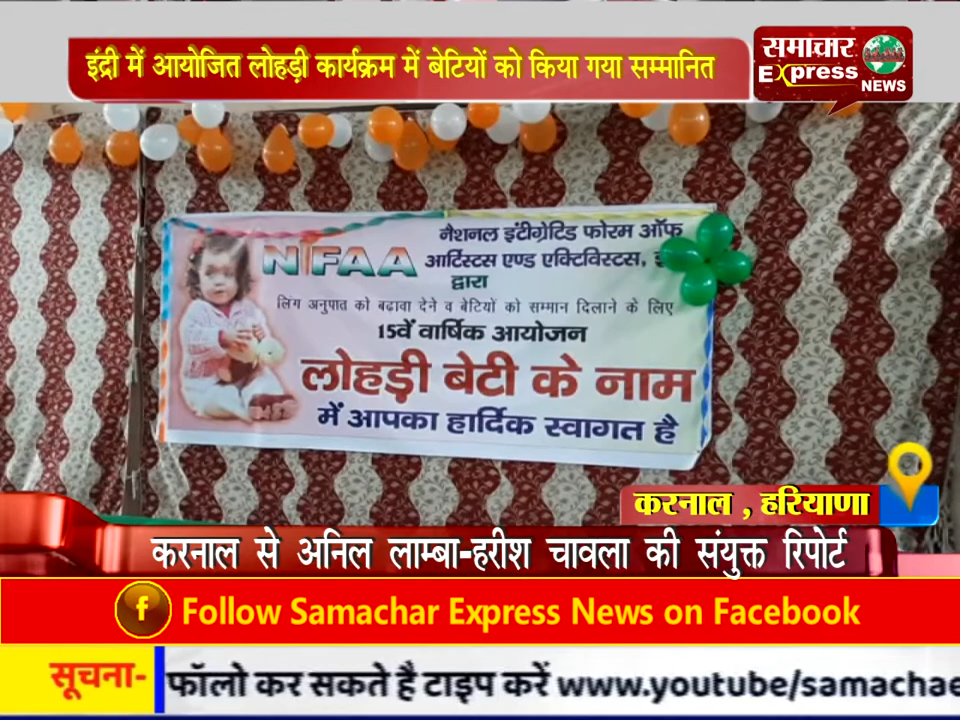 इंद्री में आयोजित लोहड़ी कार्यक्रम में बेटियों को किया गया सम्मानित
समाचार
Express
NEWS
नैशनल इंटीग्रेटिड फोरम ऑफ
NIFAA आर्टिस्टस एण्ड एक्टिविस्टस,
द्वारा
लिंग अनुपात को बढावा देने व बेटियों को सम्मान दिलाने के लिए
15वें वार्षिक आयोजन
लोहड़ी बेटी के नाम
में आपका हार्दिक स्वागत है
करनाल , हरियाणा
करनाल से अनिल लाम्बा-हरीश चावला की संयुक्त रिपोर्ट
f Follow Samachar Express News on Facebook
सूचना- फॉलो कर सकते है टाइप करें www.youtube/samachae